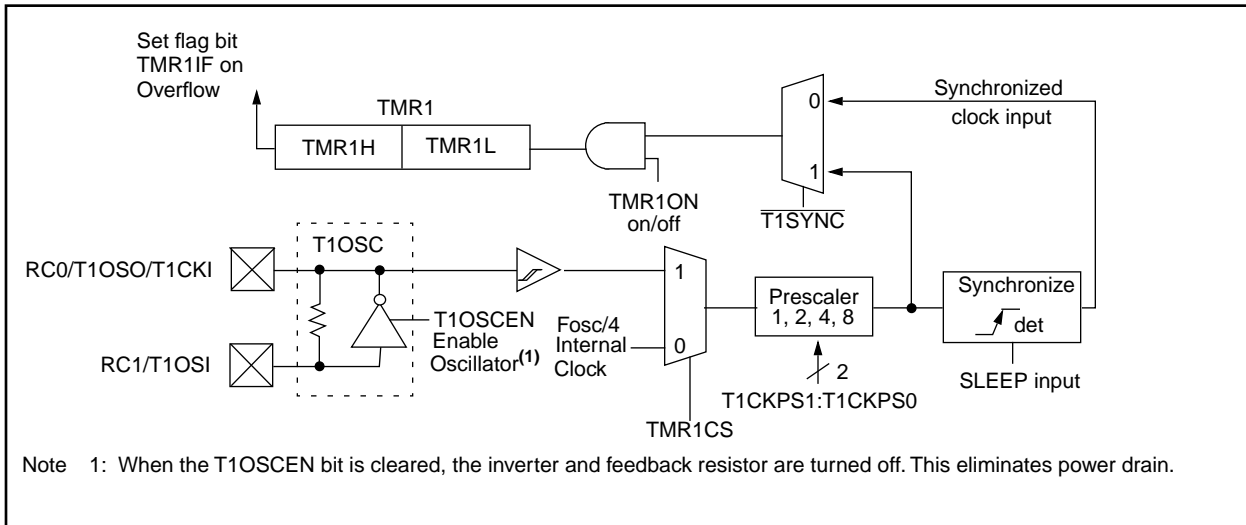 Set flag bit
TMR1IF on
Overflow
TMR1
TMR1H
TMR1L
TMR1ON
on/off
0
1
T1SYNC
Synchronized
clock input
RC0/T1OSO/T1CKI
RC1/T1OSI
T1OSC
T1OSCEN
Enable
Oscillator(1)
Fosc/4
Internal
Clock
1
0
TMR1CS
Prescaler
1, 2, 4, 8
2
T1CKPS1:T1CKPS0
Synchronize
det
SLEEP input
Note 1: When the T1OSCEN bit is cleared, the inverter and feedback resistor are turned off. This eliminates power drain.